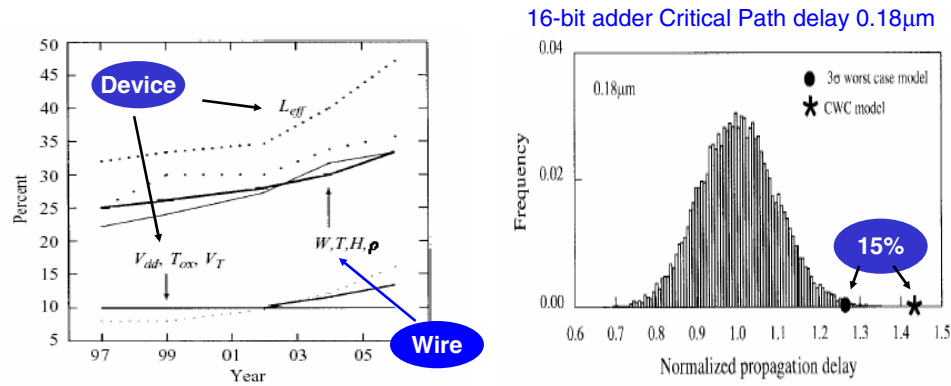 16-bit adder Critical Path delay 0.18μm
50
45
40
35
30
25
20
15
10
5
Percent
97
99
01
03
05
Year
Device
L_eff
V_dd, T_ox, V_T
W,T,H,ρ
Wire
0.04
0.02
0.00
Frequency
0.18μm
3σ worst case model
CWC model
15%
0.6 0.7 0.8 0.9 1.0 1.1 1.2 1.3 1.4 1.5
Normalized propagation delay